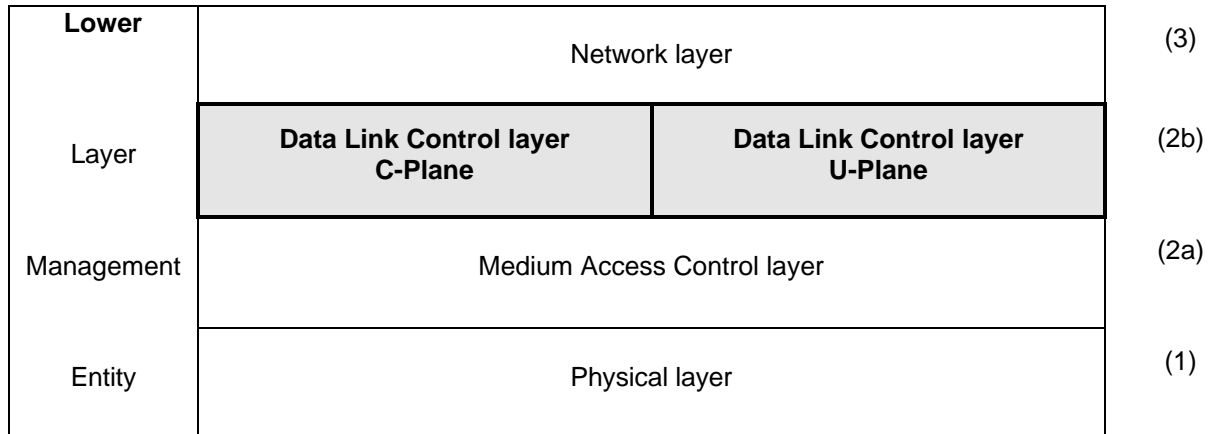 Lower
Network layer
(3)
Layer
Data Link Control layer
C-Plane
Data Link Control layer
U-Plane
(2b)
Management
Medium Access Control layer
(2a)
Entity
Physical layer
(1)